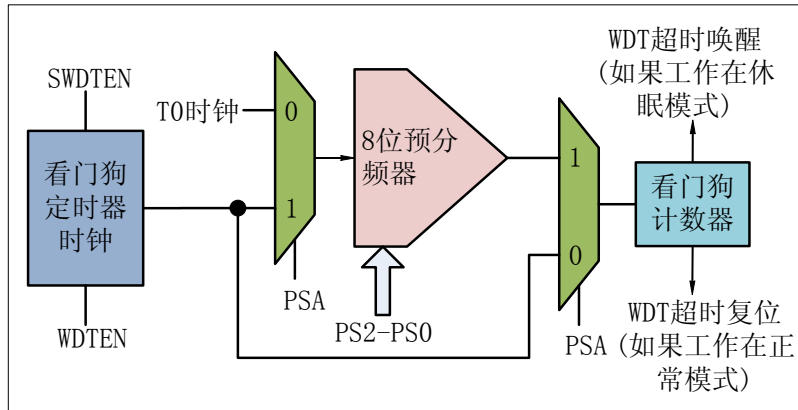 SWDTEN
看门狗
定时器
时钟
WDTEN
T0时钟
0
1
PSA
8位预分
频器
PS2-PS0
1
0
PSA
WDT超时唤醒
(如果工作在休
眠模式)
看门狗
计数器
WDT超时复位
(如果工作在正
常模式)